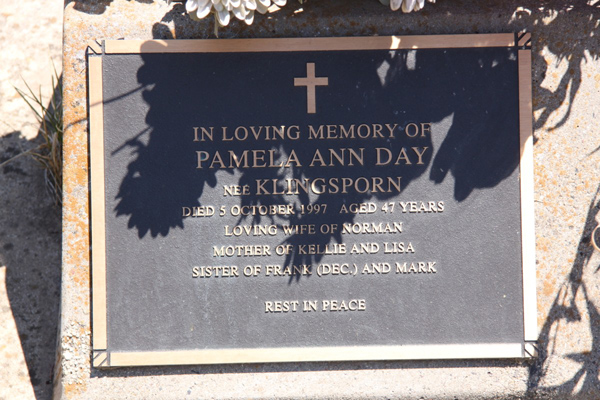 IN LOVING MEMORY OF
PAMELA ANN DAY
NEÉ KLINGSPORN
DIED 5 OCTOBER 1997 AGED 47 YEARS
LOVING WIFE OF NORMAN
MOTHER OF KELLIE AND LISA
SISTER OF FRANK (DEC.) AND MARK
REST IN PEACE